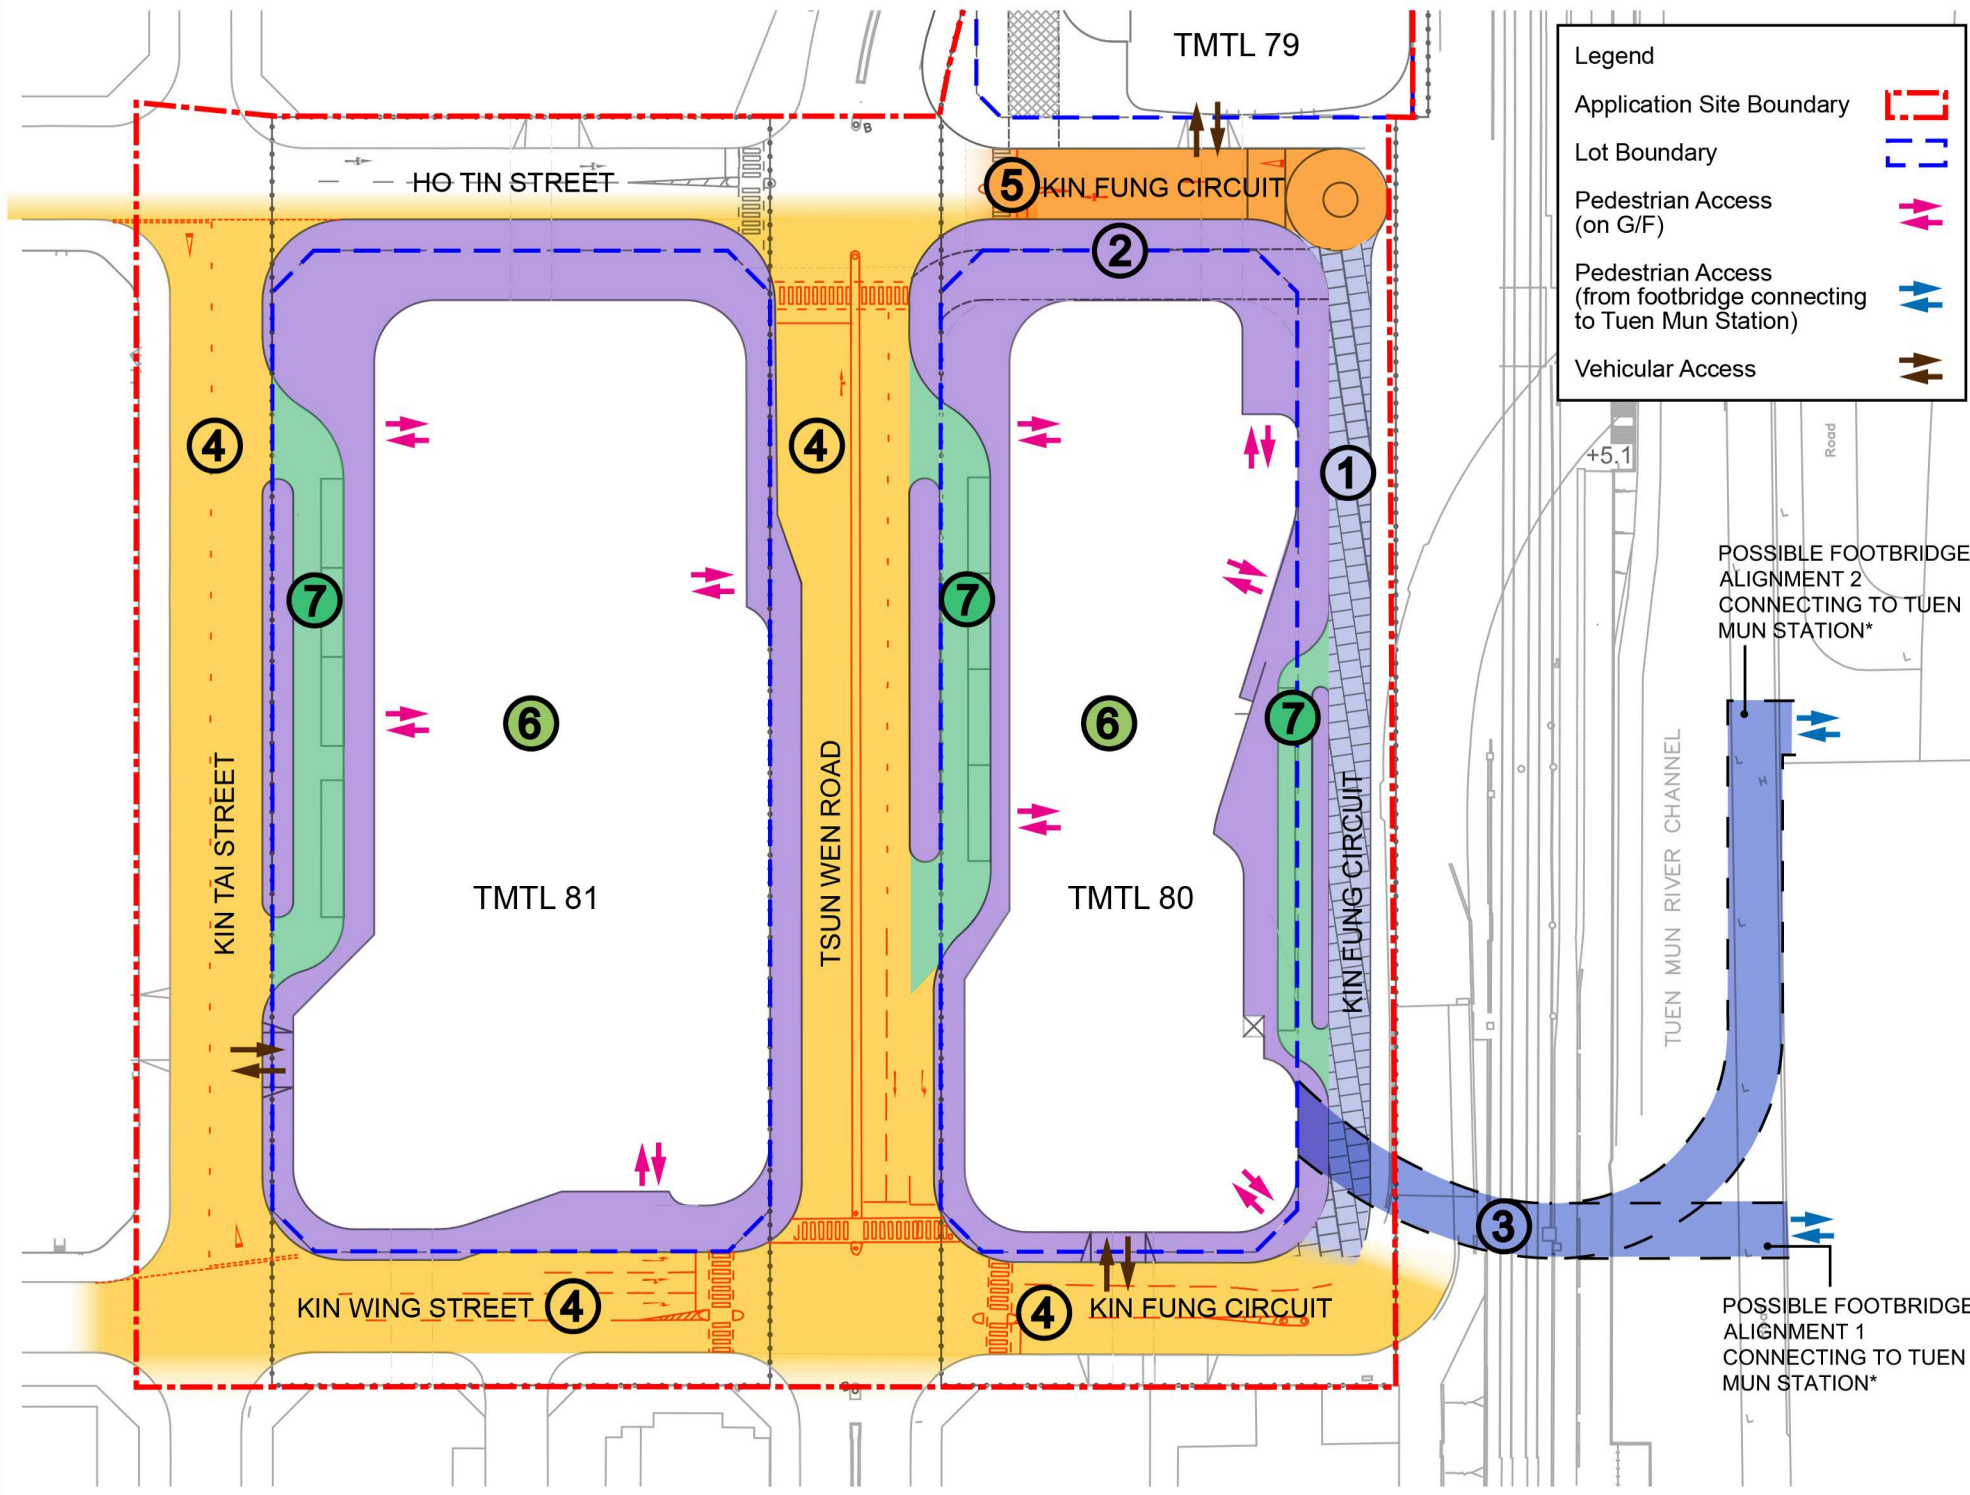 TMTL 79
Legend
Application Site Boundary
Lot Boundary
Pedestrian Access
(on G/F)
Pedestrian Access
(from footbridge connecting
to Tuen Mun Station)
Vehicular Access
B
HO TIN STREET
5
KIN FUNG CIRCUIT
2
4
4
1
+5.1
Road
7
7
7
6
6
3
POSSIBLE FOOTBRIDGE
ALIGNMENT 2
CONNECTING TO TUEN
MUN STATION*
KIN TAI STREET
TSUN WEN ROAD
KIN FUNG CIRCUIT
TUEN MUN RIVER CHANNEL
TMTL 81
TMTL 80
KIN WING STREET
4
4
KIN FUNG CIRCUIT
POSSIBLE FOOTBRIDGE
ALIGNMENT 1
CONNECTING TO TUEN
MUN STATION*